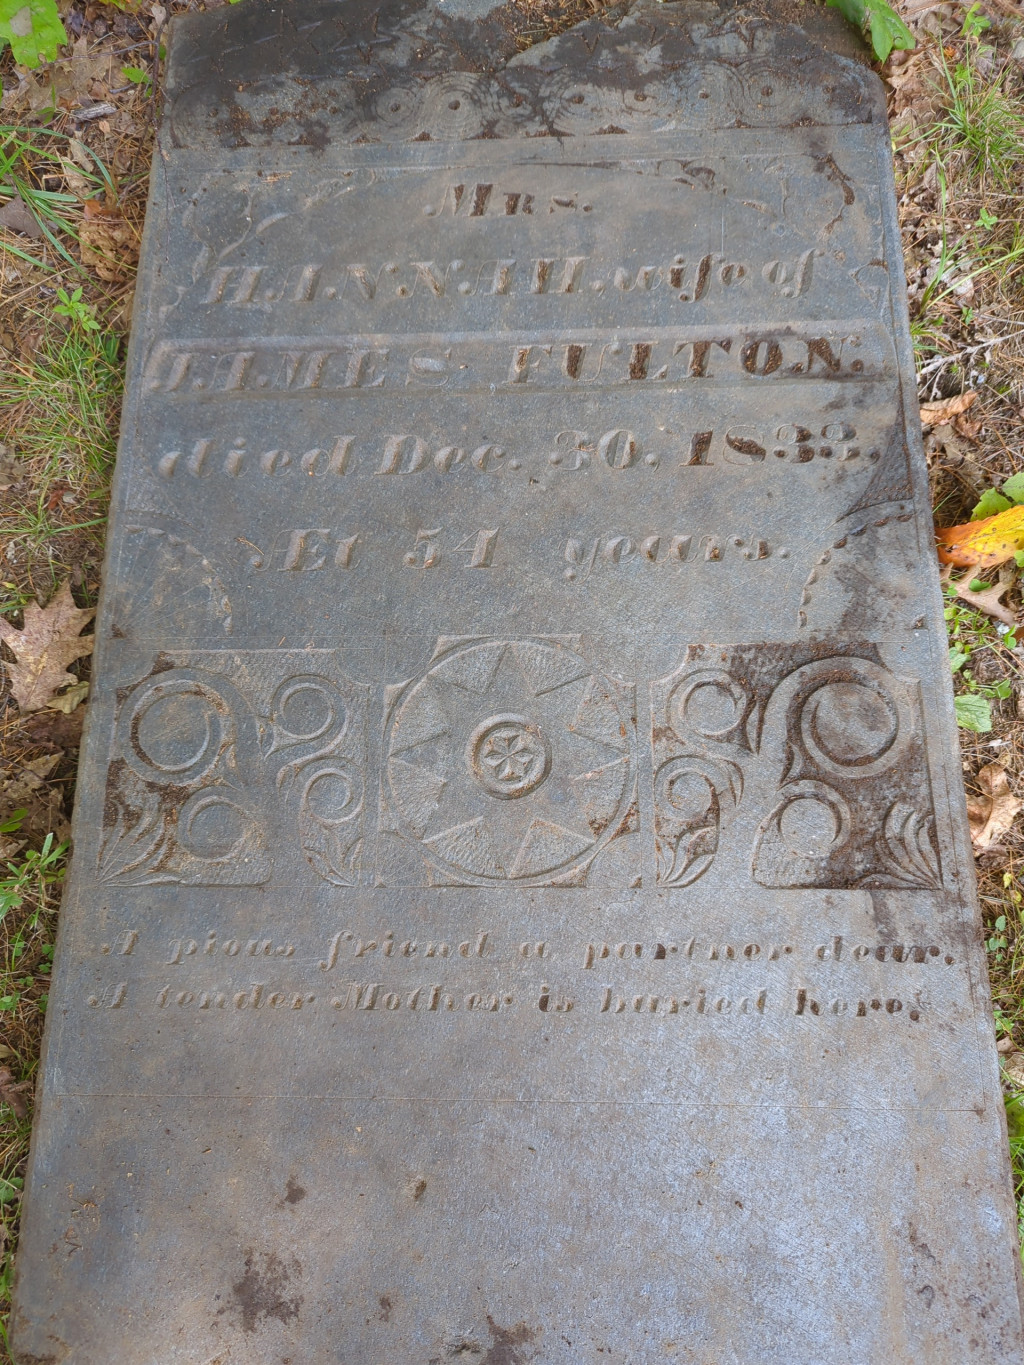 Mrs.
HANNAH, wife of
JAMES FULTON.
died Dec. 30, 1833,
Æt 54 years.
A pious friend a partner dear,
A tender Mother is buried here.